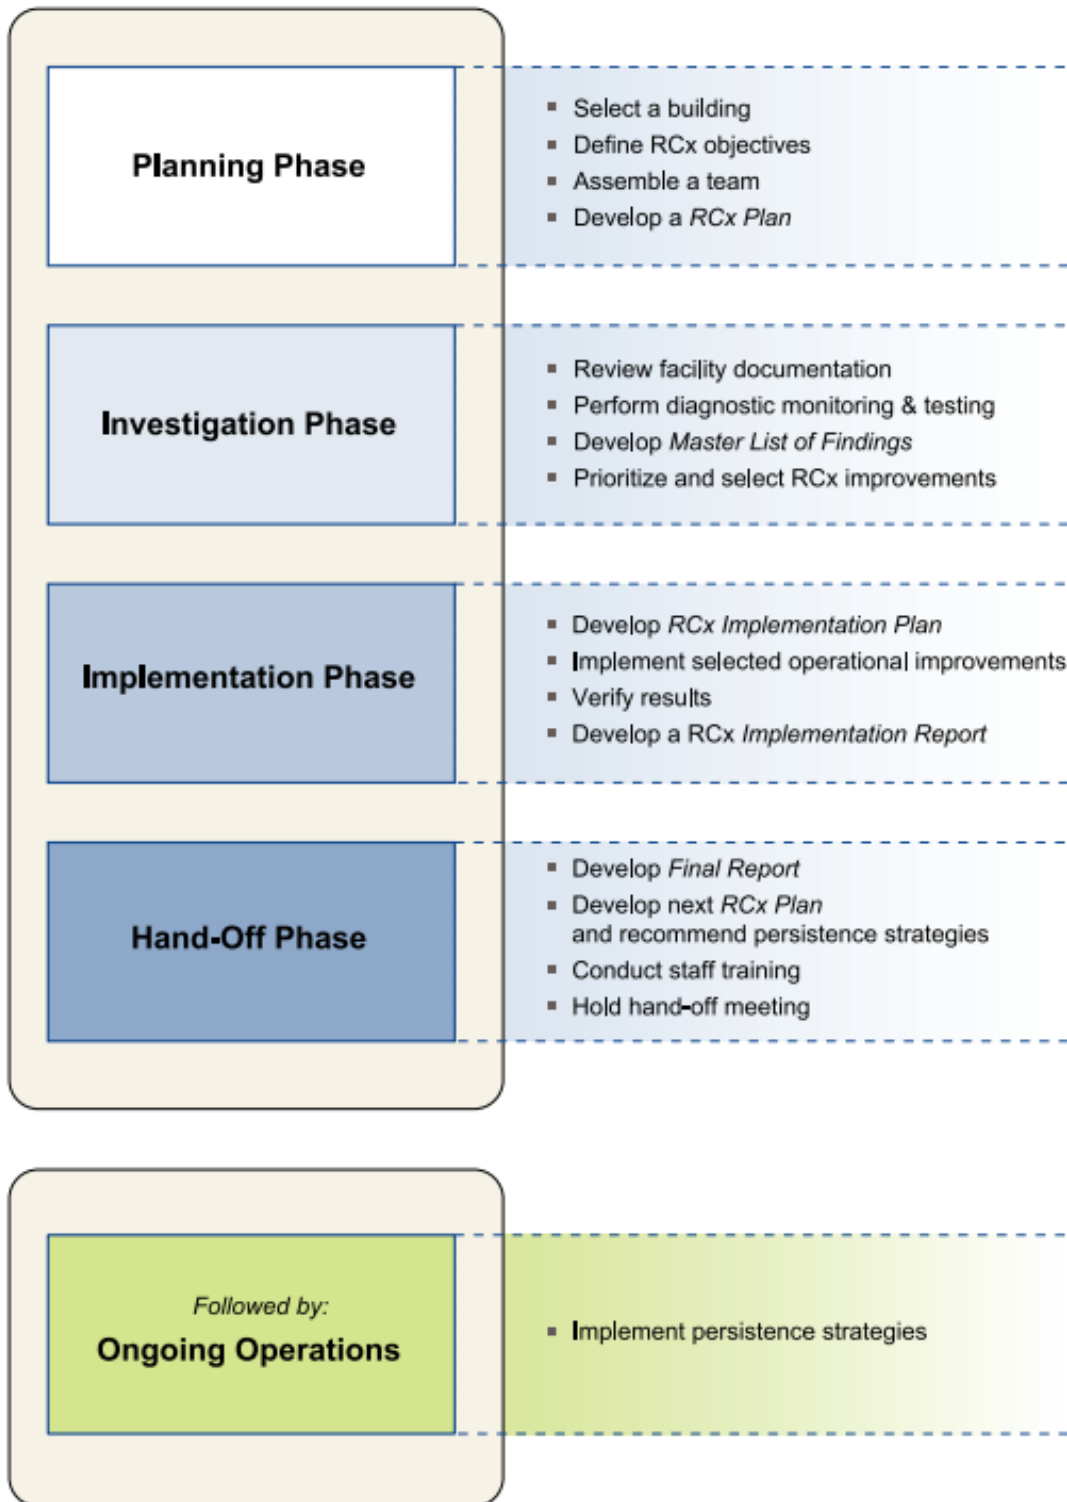 Planning Phase
▪ Select a building
▪ Define RCx objectives
▪ Assemble a team
▪ Develop a RCx Plan
Investigation Phase
▪ Review facility documentation
▪ Perform diagnostic monitoring & testing
▪ Develop Master List of Findings
▪ Prioritize and select RCx improvements
Implementation Phase
▪ Develop RCx Implementation Plan
▪ Implement selected operational improvements
▪ Verify results
▪ Develop a RCx Implementation Report
Hand-Off Phase
▪ Develop Final Report
▪ Develop next RCx Plan
and recommend persistence strategies
▪ Conduct staff training
▪ Hold hand-off meeting
Followed by:
Ongoing Operations
▪ Implement persistence strategies